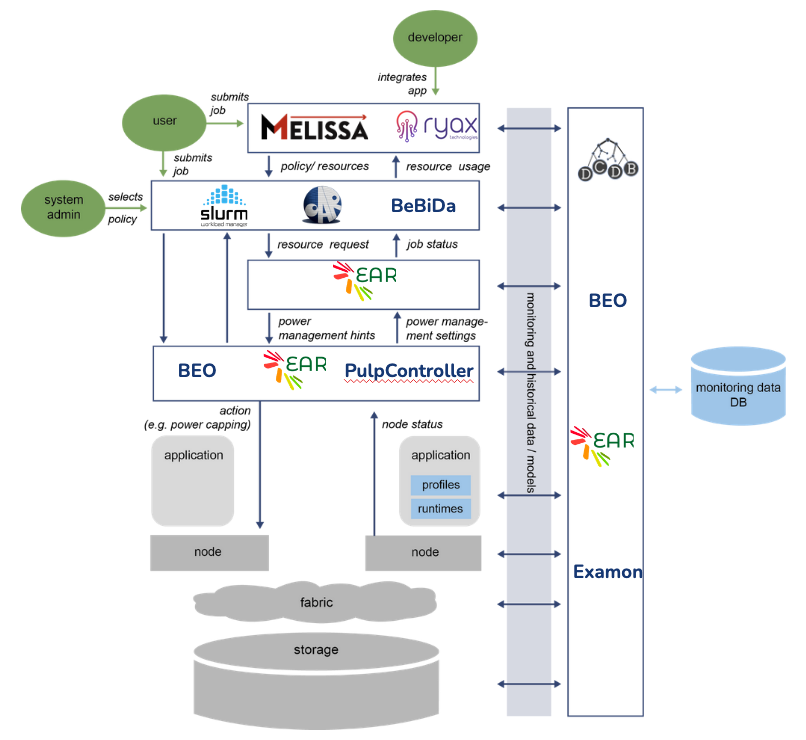 developer
integrates
app
user
submits
job
MELISSA
ryax
technologies
submits
job
policy/ resources
resource usage
system
admin
selects
policy
slurm
workload manager
OAR
BeBiDa
resource request
job status
EAR
power
management hints
power manage-
ment settings
BEO
EAR
PulpController
action
(e.g. power capping)
node status
application
application
profiles
runtimes
node
node
fabric
storage
monitoring and historical data / models
D C D B
BEO
EAR
Examon
monitoring data
DB